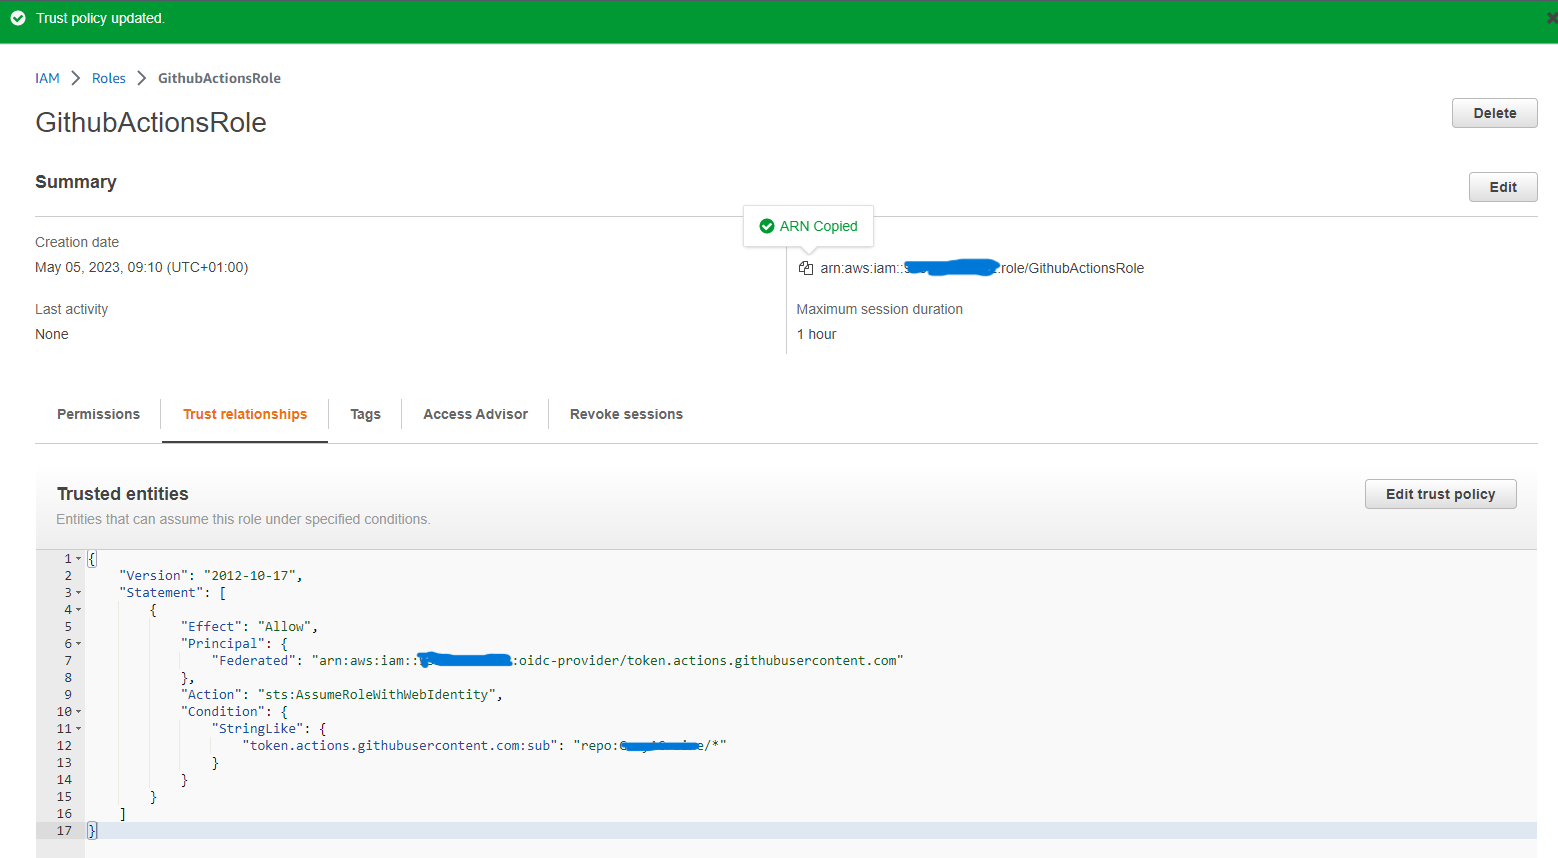 Trust policy updated.
IAM > Roles > GithubActionsRole
GithubActionsRole
Delete
Summary
Edit
ARN Copied
Creation date
May 05, 2023, 09:10 (UTC+01:00)
arn:aws:iam:: :role/GithubActionsRole
Last activity
Maximum session duration
None
1 hour
Permissions
Trust relationships
Tags
Access Advisor
Revoke sessions
Trusted entities
Edit trust policy
Entities that can assume this role under specified conditions.
1 {
2 "Version": "2012-10-17",
3 "Statement": [
4 {
5 "Effect": "Allow",
6 "Principal": {
7 "Federated": "arn:aws:iam:: :oidc-provider/token.actions.githubusercontent.com"
8 },
9 "Action": "sts:AssumeRoleWithWebIdentity",
10 "Condition": {
11 "StringLike": {
12 "token.actions.githubusercontent.com:sub": "repo: /*"
13 }
14 }
15 }
16 ]
17 }